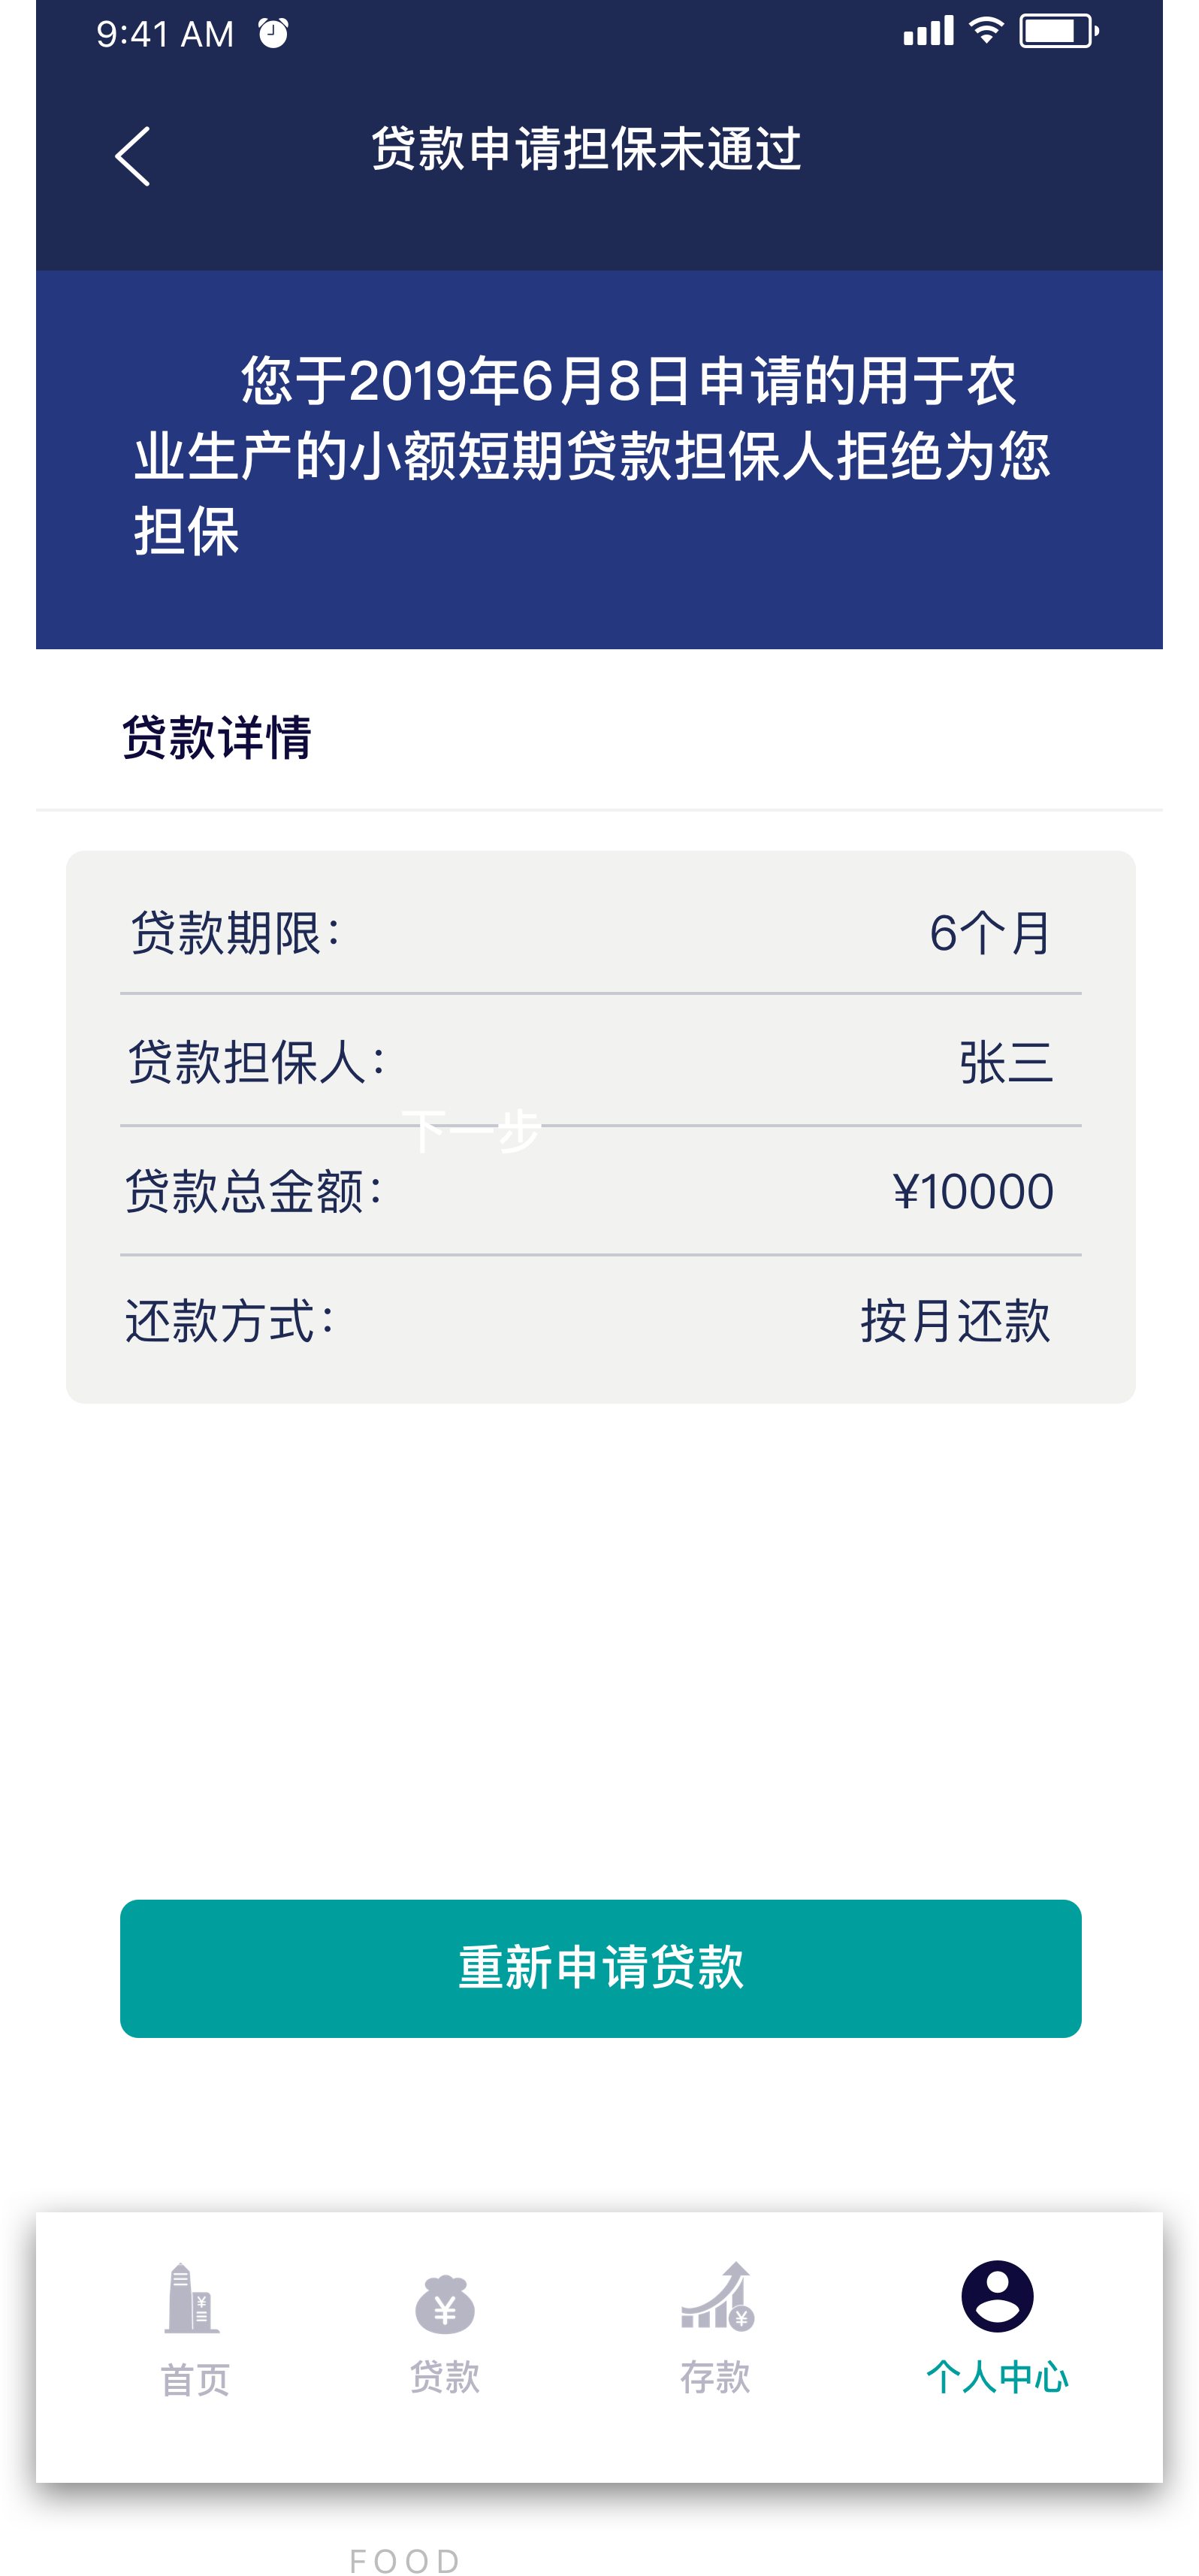 9:41 AM
贷款申请担保未通过
您于2019年6月8日申请的用于农
业生产的小额短期贷款担保人拒绝为您
担保
贷款详情
贷款期限： 6个月
贷款担保人： 张三
下一步
贷款总金额： ¥10000
还款方式： 按月还款
重新申请贷款
首页 贷款 存款 个人中心
FOOD